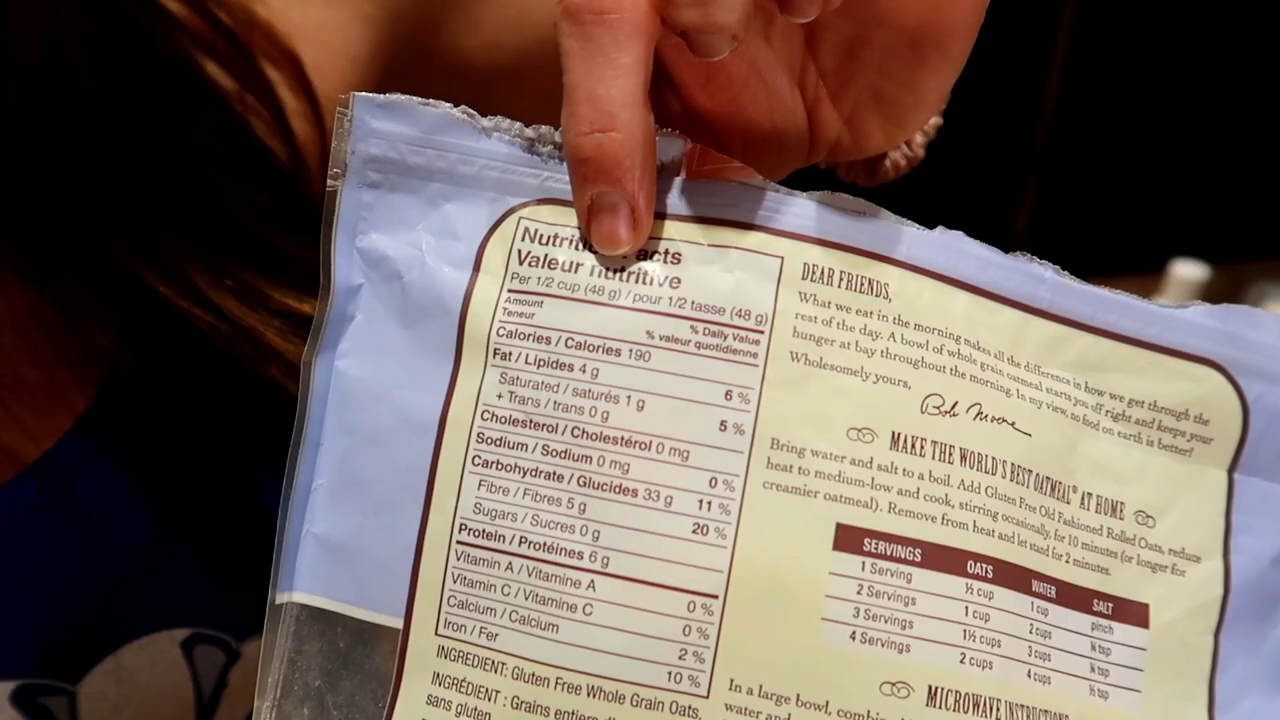 Nutrition Facts
Valeur nutritive
Per 1/2 cup (48 g) / pour 1/2 tasse (48 g)
Amount
Teneur
% Daily Value
% valeur quotidienne
Calories / Calories 190
Fat / Lipides 4 g 6 %
Saturated / saturés 1 g
+ Trans / trans 0 g 5 %
Cholesterol / Cholestérol 0 mg
Sodium / Sodium 0 mg 0 %
Carbohydrate / Glucides 33 g 11 %
Fibre / Fibres 5 g 20 %
Sugars / Sucres 0 g
Protein / Protéines 6 g
Vitamin A / Vitamine A 0 %
Vitamin C / Vitamine C 0 %
Calcium / Calcium 2 %
Iron / Fer 10 %
INGREDIENT: Gluten Free Whole Grain Oats.
INGRÉDIENT : Grains entiers
sans gluten
DEAR FRIENDS,
What we eat in the morning makes all the difference in how we get through the
rest of the day. A bowl of whole grain oatmeal starts you off right and keeps your
hunger at bay throughout the morning. In my view, no food on earth is better!
Wholesomely yours,
Bob Moore
MAKE THE WORLD'S BEST OATMEAL® AT HOME
Bring water and salt to a boil. Add Gluten Free Old Fashioned Rolled Oats, reduce
heat to medium-low and cook, stirring occasionally, for 10 minutes (or longer for
creamier oatmeal). Remove from heat and let stand for 2 minutes.
SERVINGS OATS WATER SALT
1 Serving ½ cup 1 cup pinch
2 Servings 1 cup 2 cups ¼ tsp
3 Servings 1½ cups 3 cups tsp
4 Servings 2 cups 4 cups ½ tsp
MICROWAVE INSTRUCTIONS
In a large bowl,
water and